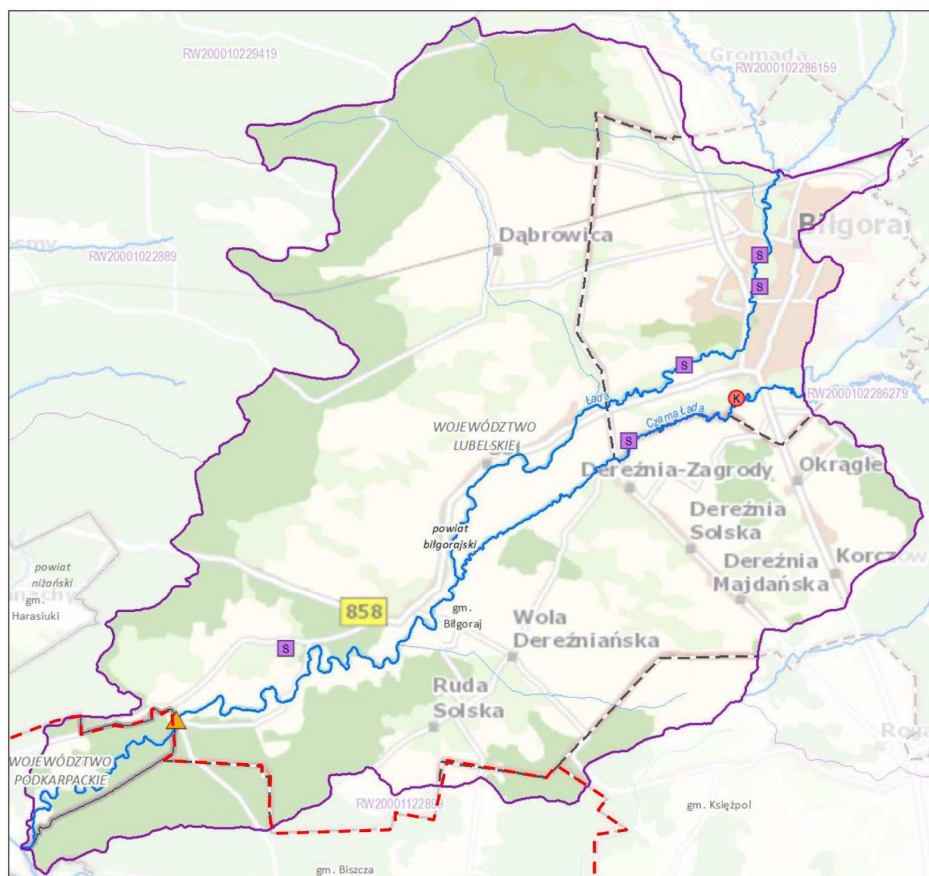 Gromada
RW200010229419
RW2000102286159
Biłgoraj
Dąbrowica
RW20001022889
S
S
S
RW2000102286279
K
Łada
Czarna Łada
WOJEWÓDZTWO
LUBELSKIE
S
Dereźnia-Zagrody
Okrągłe
Dereźnia
Solska
powiat
biłgorajski
Dereźnia
Majdańska
powiat
niżański
gm.
Harasiuki
858
gm.
Biłgoraj
Wola
Dereźniańska
S
Ruda
Solska
WOJEWÓDZTWO
PODKARPACKIE
gm. Księżpol
gm. Biszcza